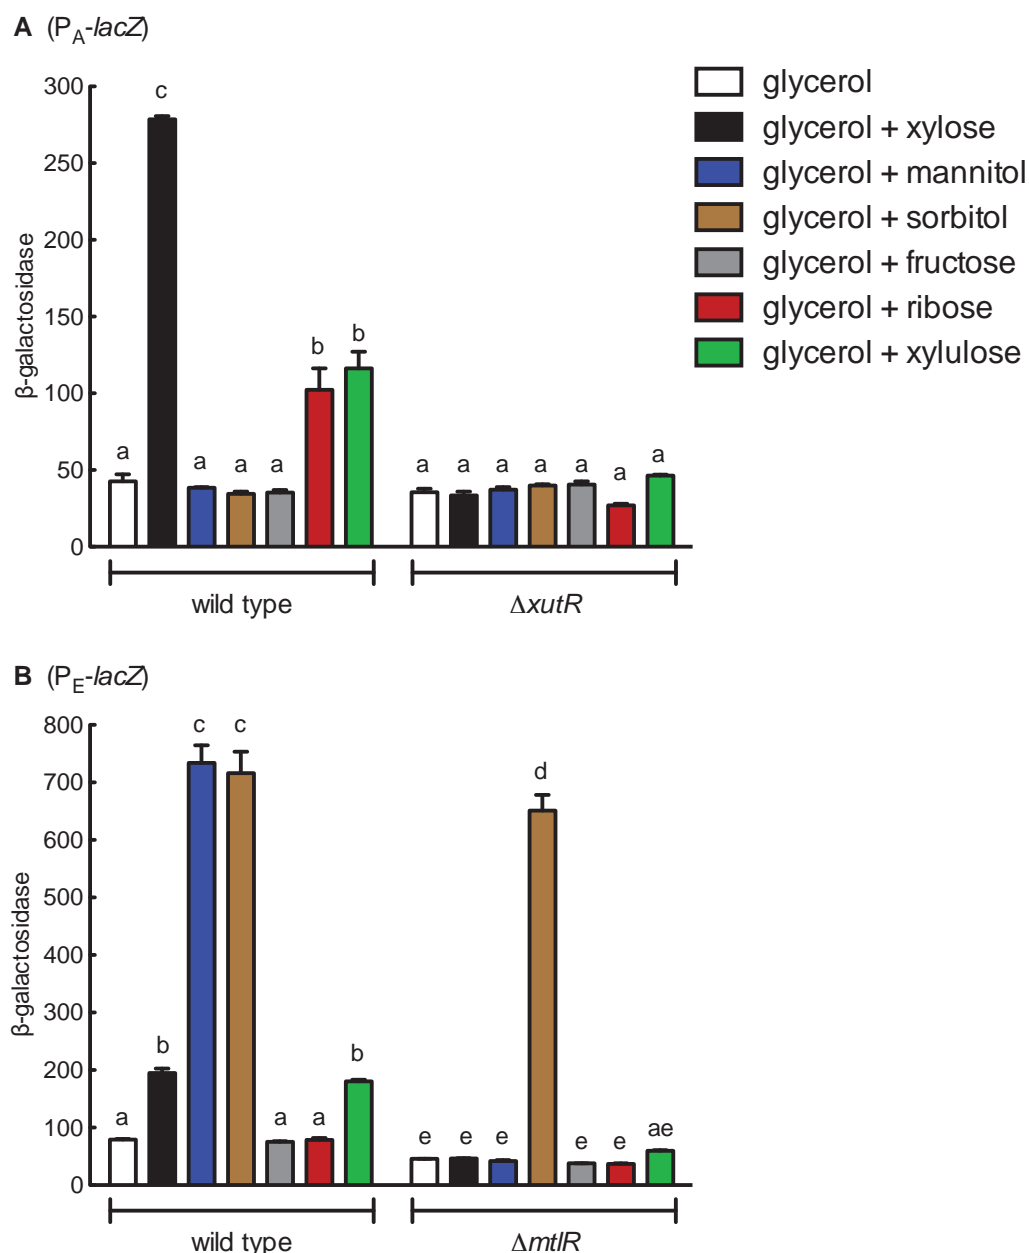 A (P_A-lacZ)
c
300
250
200
150
100
50
0
β-galactosidase
a
a
a
a
b
b
a
a
a
a
a
a
a
wild type
ΔxutR
glycerol
glycerol + xylose
glycerol + mannitol
glycerol + sorbitol
glycerol + fructose
glycerol + ribose
glycerol + xylulose
B (P_E-lacZ)
800
700
600
500
400
300
200
100
0
β-galactosidase
a
b
c
c
a
a
b
e
e
e
d
e
e
ae
wild type
ΔmtlR